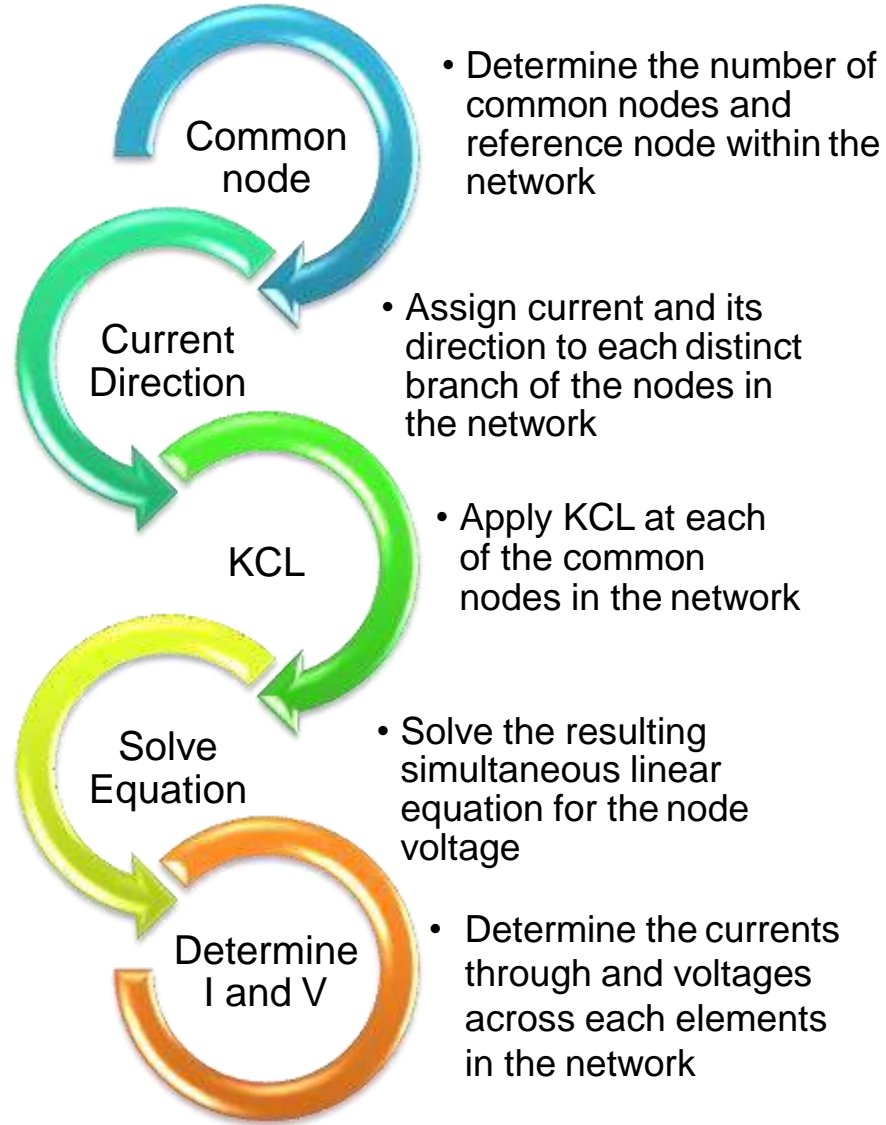 Common
node
• Determine the number of
common nodes and
reference node within the
network
Current
Direction
• Assign current and its
direction to each distinct
branch of the nodes in
the network
KCL
• Apply KCL at each
of the common
nodes in the network
Solve
Equation
• Solve the resulting
simultaneous linear
equation for the node
voltage
Determine
I and V
• Determine the currents
through and voltages
across each elements
in the network